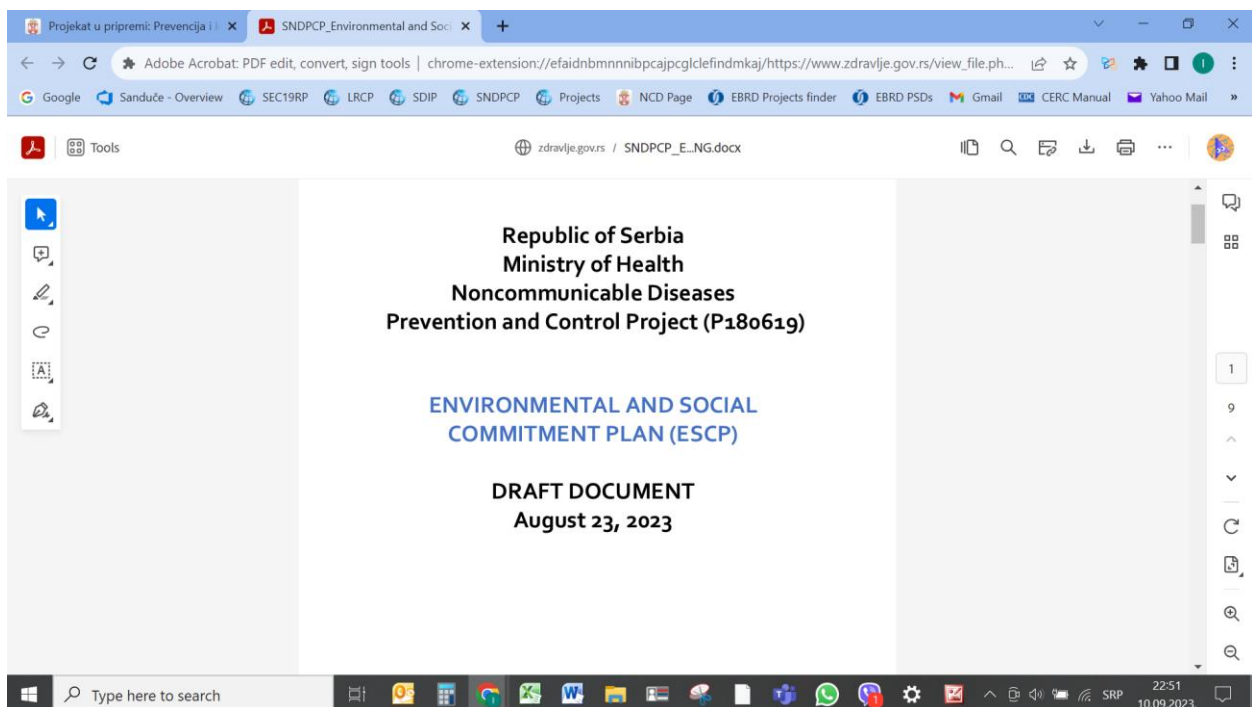 Projekat u pripremi: Prevencija i
SNDPCP_Environmental and Soci
Adobe Acrobat: PDF edit, convert, sign tools | chrome-extension://efaidnbmnnnibpcajpcglclefindmkaj/https://www.zdravlje.gov.rs/view_file.ph...
Google Sanduče - Overview SEC19RP LRCP SDIP SNDPCP Projects NCD Page EBRD Projects finder EBRD PSDs Gmail CERC Manual Yahoo Mail »
Tools
zdravlje.gov.rs / SNDPCP_E...NG.docx
Republic of Serbia
Ministry of Health
Noncommunicable Diseases
Prevention and Control Project (P180619)
ENVIRONMENTAL AND SOCIAL
COMMITMENT PLAN (ESCP)
DRAFT DOCUMENT
August 23, 2023
1
9
Type here to search
SRP
22:51
10.09.2023